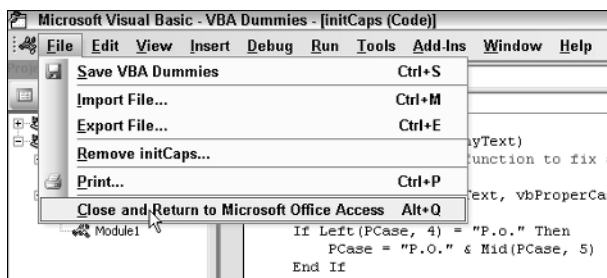 Microsoft Visual Basic - VBA Dummies - [initCaps (Code)]
File Edit View Insert Debug Run Tools Add-Ins Window Help
Save VBA Dummies Ctrl+S
Import File... Ctrl+M
Export File... Ctrl+E
yText)
unction to fix
Remove initCaps...
Print... Ctrl+P
ext, vbProperCa
Close and Return to Microsoft Office Access Alt+Q
Module1
If Left(PCase, 4) = "P.o." Then
PCase = "P.O." & Mid(PCase, 5)
End If